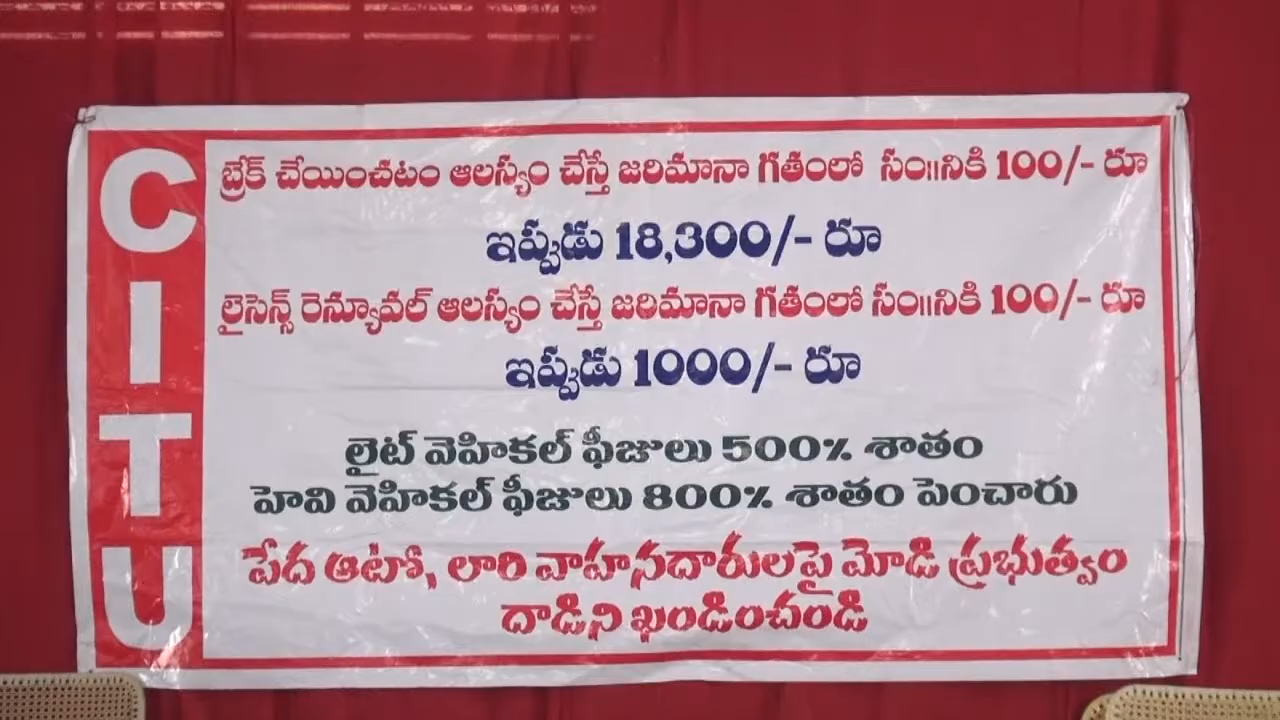 CITU
బ్రేక్ చేయించటం ఆలస్యం చేస్తే జరిమానా గతంలో సం॥నికి 100/- రూ
ఇప్పుడు 18,300/- రూ
లైసెన్స్ రెన్యూవల్ ఆలస్యం చేస్తే జరిమానా గతంలో సం॥నికి 100/- రూ
ఇప్పుడు 1000/- రూ
లైట్ వెహికల్ ఫీజులు 500% శాతం
హెవి వెహికల్ ఫీజులు 800% శాతం పెంచారు
పేద ఆటో, లారి వాహనదారులపై మోడి ప్రభుత్వం
దాడిని ఖండించండి